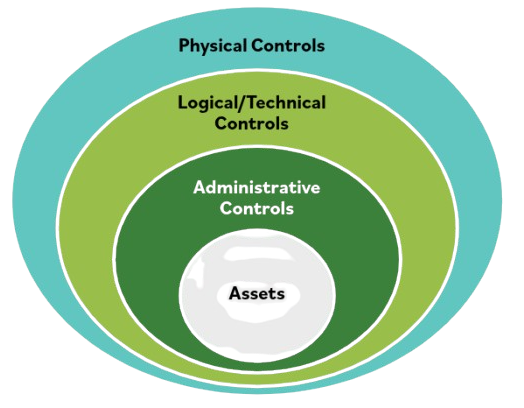 Physical Controls
Logical/Technical
Controls
Administrative
Controls
Assets